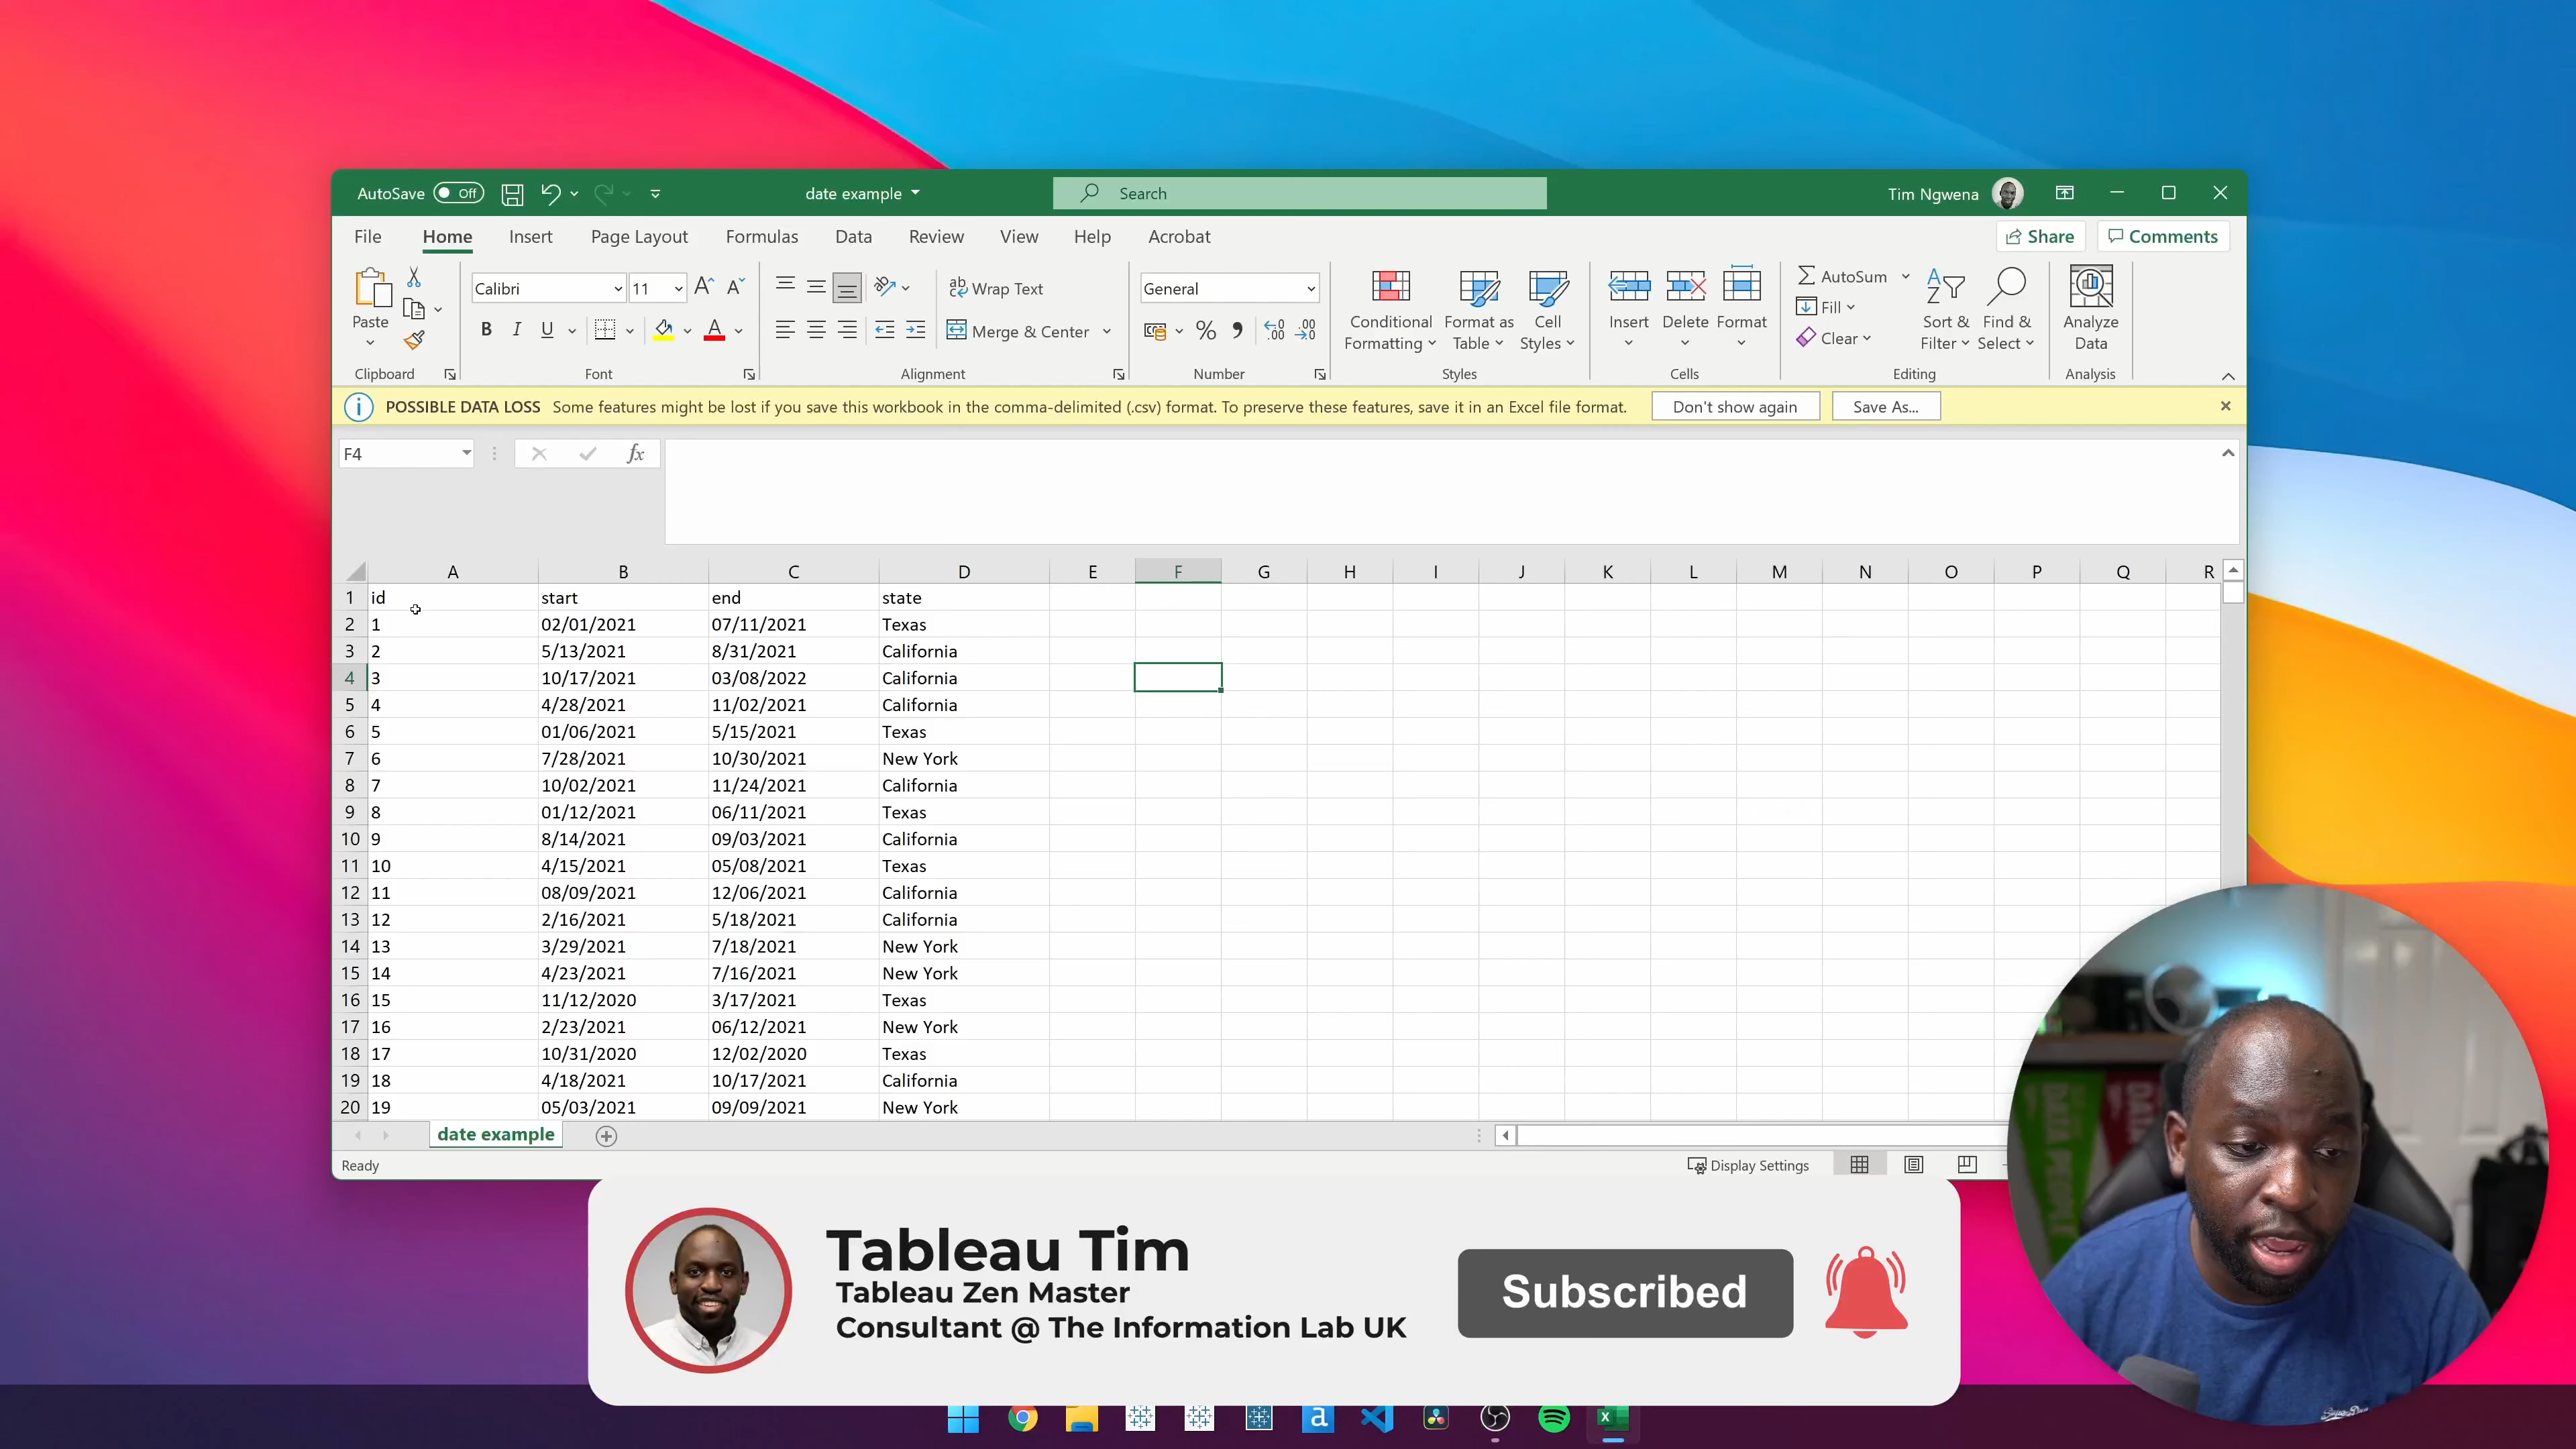 AutoSave Off date example Search Tim Ngwena
File Home Insert Page Layout Formulas Data Review View Help Acrobat Share Comments
Paste Calibri 11 Wrap Text General Conditional Formatting Format as Table Cell Styles Insert Delete Format AutoSum Sort & Filter Find & Select Analyze Data
B I U Merge & Center % Fill
Clear
Clipboard Font Alignment Number Styles Cells Editing Analysis
POSSIBLE DATA LOSS Some features might be lost if you save this workbook in the comma-delimited (.csv) format. To preserve these features, save it in an Excel file format. Don't show again Save As...
F4 fx
A B C D E F G H I J K L M N O P Q R
1 id start end state
2 1 02/01/2021 07/11/2021 Texas
3 2 5/13/2021 8/31/2021 California
4 3 10/17/2021 03/08/2022 California
5 4 4/28/2021 11/02/2021 California
6 5 01/06/2021 5/15/2021 Texas
7 6 7/28/2021 10/30/2021 New York
8 7 10/02/2021 11/24/2021 California
9 8 01/12/2021 06/11/2021 Texas
10 9 8/14/2021 09/03/2021 California
11 10 4/15/2021 05/08/2021 Texas
12 11 08/09/2021 12/06/2021 California
13 12 2/16/2021 5/18/2021 California
14 13 3/29/2021 7/18/2021 New York
15 14 4/23/2021 7/16/2021 New York
16 15 11/12/2020 3/17/2021 Texas
17 16 2/23/2021 06/12/2021 New York
18 17 10/31/2020 12/02/2020 Texas
19 18 4/18/2021 10/17/2021 California
20 19 05/03/2021 09/09/2021 New York
date example
Ready Display Settings
Tableau Tim
Tableau Zen Master
Consultant @ The Information Lab UK
Subscribed